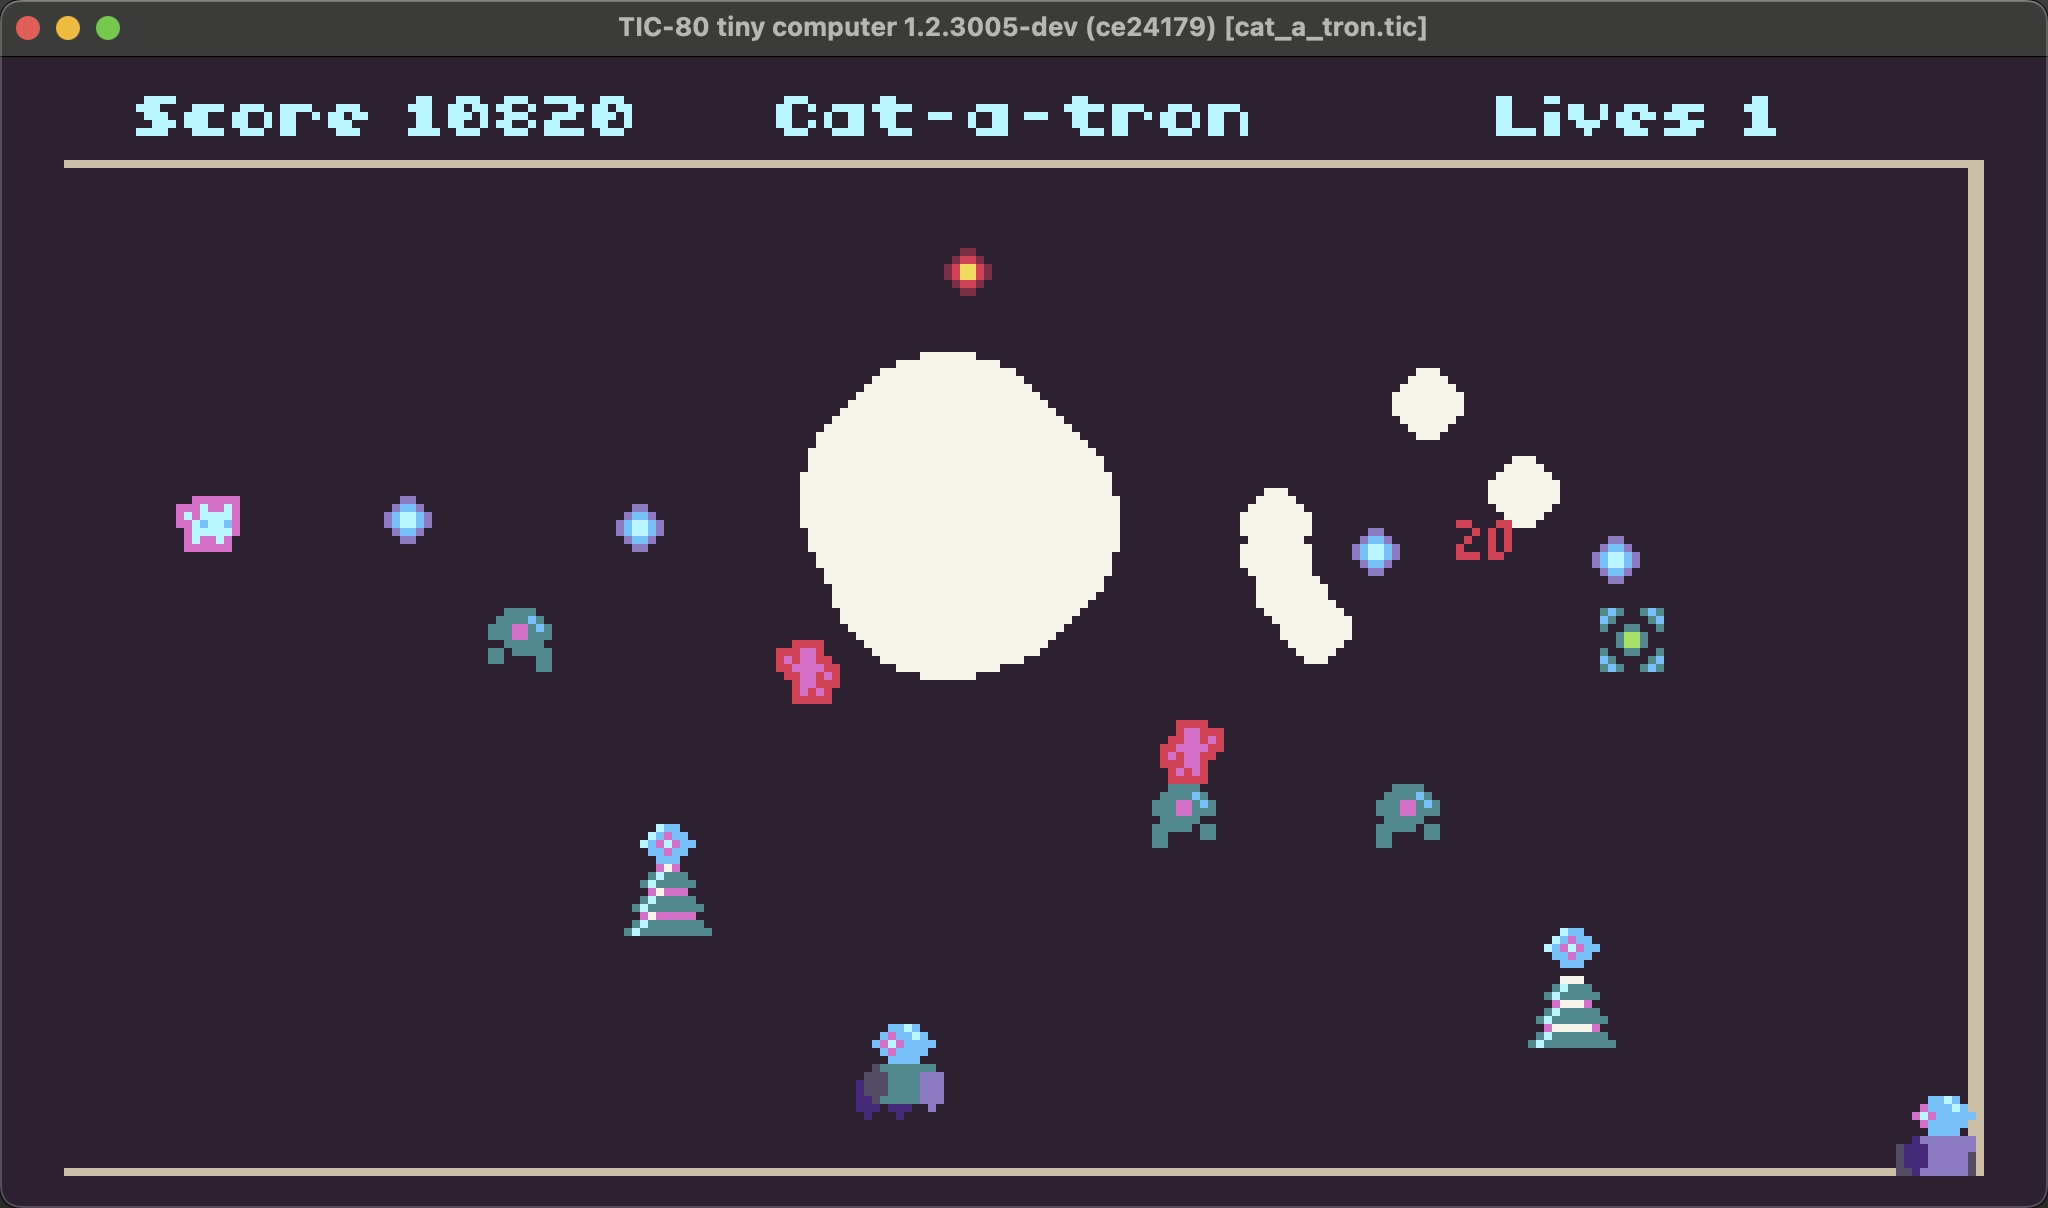 TIC-80 tiny computer 1.2.3005-dev (ce24179) [cat_a_tron.tic]
Score 10820 Cat-a-tron Lives 1
20